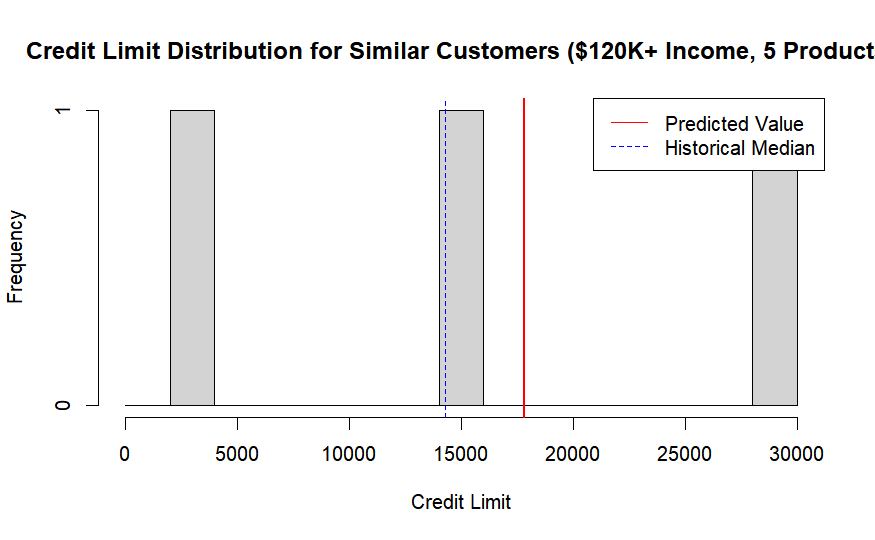 Credit Limit Distribution for Similar Customers ($120K+ Income, 5 Product
Predicted Value
Historical Median
Frequency
1
0
0 5000 10000 15000 20000 25000 30000
Credit Limit